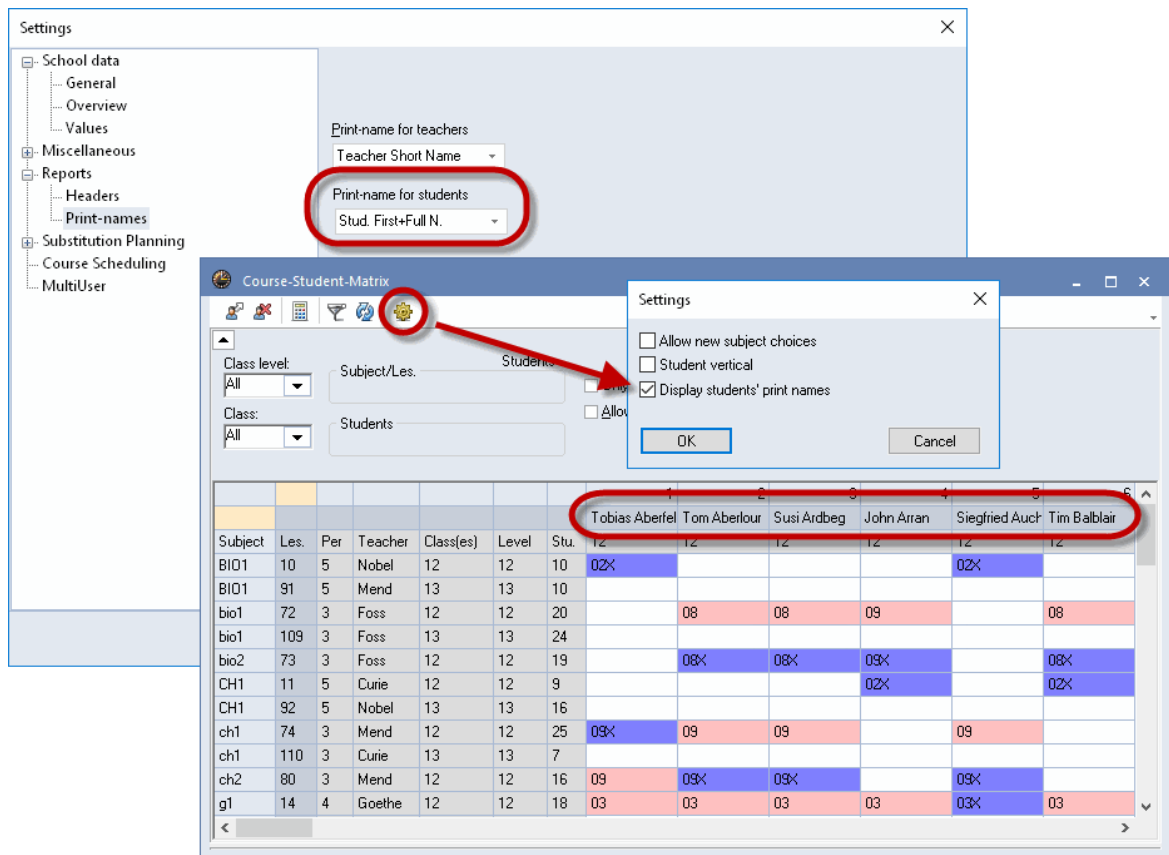 Settings
School data
General
Overview
Values
Miscellaneous
Reports
Headers
Print-names
Substitution Planning
Course Scheduling
MultiUser
Print-name for teachers
Teacher Short Name
Print-name for students
Stud. First+Full N.
Course-Student-Matrix
Class level:
All
Class:
All
Subject/Les.
Students
Students
Settings
Allow new subject choices
Student vertical
Display students' print names
OK Cancel
1 2 3 4 5 6
Tobias Aberfel Tom Aberlour Susi Ardbeg John Arran Siegfried Auch Tim Balblair
Subject Les. Per Teacher Class(es) Level Stu. 12 12 12 12 12 12
BIO1 10 5 Nobel 12 12 10 02X 02X
BIO1 91 5 Mend 13 13 10
bio1 72 3 Foss 12 12 20 08 08 09 08
bio1 109 3 Foss 13 13 24
bio2 73 3 Foss 12 12 19 08X 08X 09X 08X
CH1 11 5 Curie 12 12 9 02X 02X
CH1 92 5 Nobel 13 13 16
ch1 74 3 Mend 12 12 25 09X 09 09 09
ch1 110 3 Curie 13 13 7
ch2 80 3 Mend 12 12 16 09 09X 09X 09X
g1 14 4 Goethe 12 12 18 03 03 03 03 03X 03